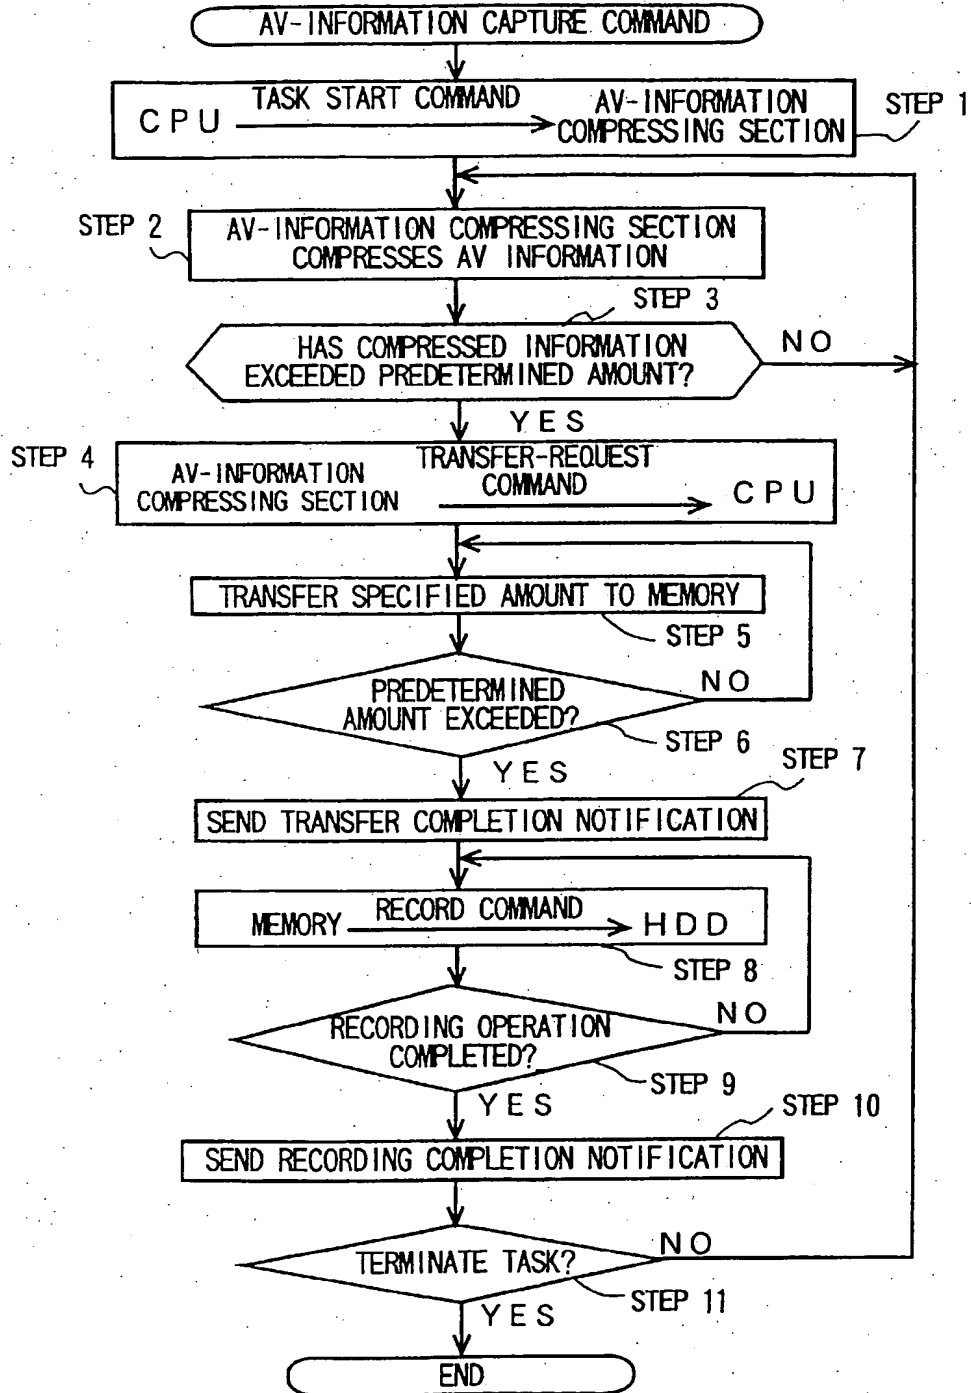 AV-INFORMATION CAPTURE COMMAND
TASK START COMMAND
CPU
AV-INFORMATION
COMPRESSING SECTION
STEP 1
STEP 2
AV-INFORMATION COMPRESSING SECTION
COMPRESSES AV INFORMATION
STEP 3
HAS COMPRESSED INFORMATION
EXCEEDED PREDETERMINED AMOUNT?
NO
YES
STEP 4
AV-INFORMATION
COMPRESSING SECTION
TRANSFER-REQUEST
COMMAND
CPU
TRANSFER SPECIFIED AMOUNT TO MEMORY
STEP 5
PREDETERMINED
AMOUNT EXCEEDED?
NO
STEP 6
YES
STEP 7
SEND TRANSFER COMPLETION NOTIFICATION
MEMORY
RECORD COMMAND
HDD
STEP 8
RECORDING OPERATION
COMPLETED?
NO
STEP 9
YES
STEP 10
SEND RECORDING COMPLETION NOTIFICATION
TERMINATE TASK?
NO
STEP 11
YES
END